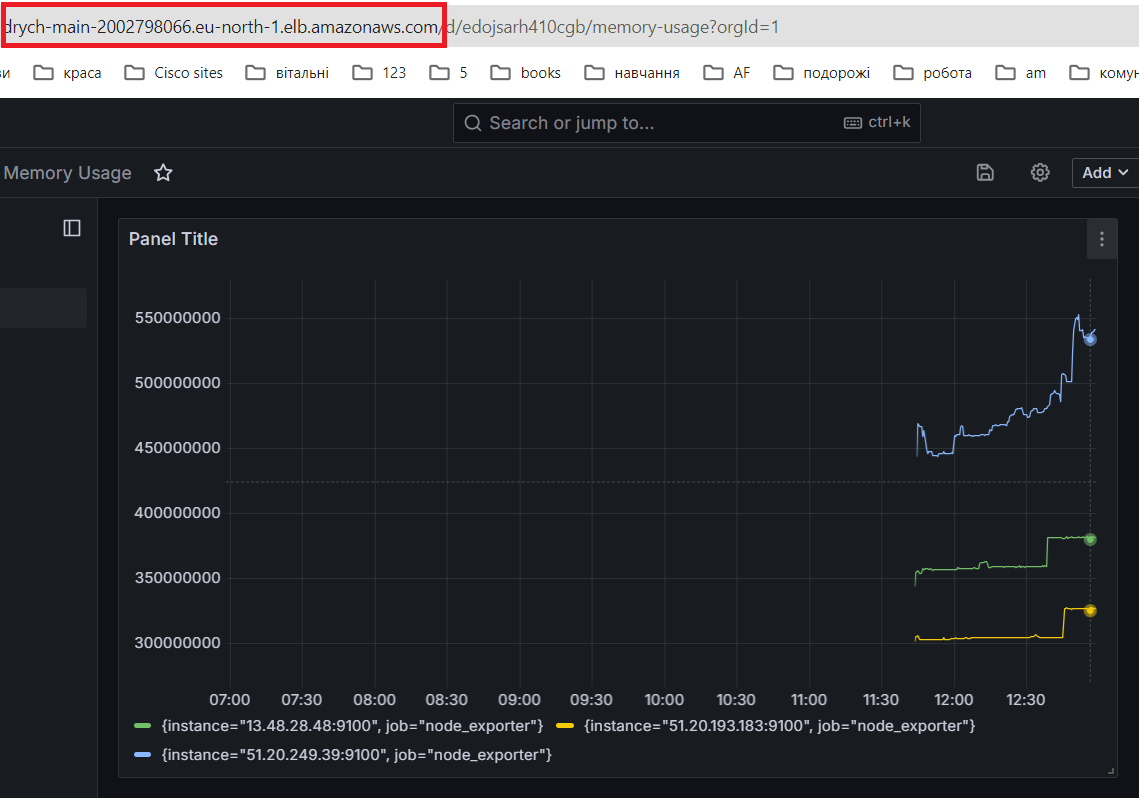 drych-main-2002798066.eu-north-1.elb.amazonaws.com/d/edojsarh410cgb/memory-usage?orgId=1
зи краса Cisco sites вітальні 123 5 books навчання AF подорожі робота am комун
Search or jump to... ctrl+k
Memory Usage Add
Panel Title
550000000
500000000
450000000
400000000
350000000
300000000
07:00 07:30 08:00 08:30 09:00 09:30 10:00 10:30 11:00 11:30 12:00 12:30
{instance="13.48.28.48:9100", job="node_exporter"} {instance="51.20.193.183:9100", job="node_exporter"}
{instance="51.20.249.39:9100", job="node_exporter"}